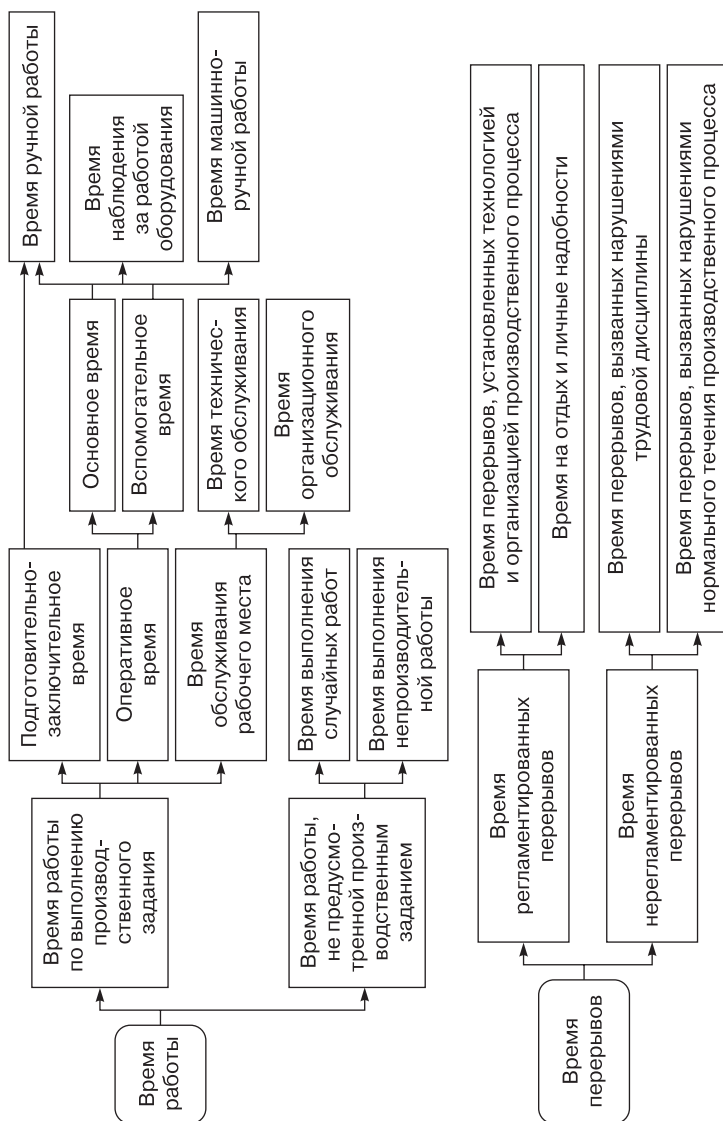 Время
работы
Время работы
по выполнению
производ-
ственного
задания
Время работы,
не предусмо-
тренной произ-
водственным
заданием
Подготовительно-
заключительное
время
Оперативное
время
Время
обслуживания
рабочего места
Время выполнения
случайных работ
Время выполнения
непроизводитель-
ной работы
Основное время
Вспомогательное
время
Время техничес-
кого обслуживания
Время
организационного
обслуживания
Время ручной работы
Время
наблюдения
за работой
оборудования
Время машинно-
ручной работы
Время
перерывов
Время
регламентированных
перерывов
Время
нерегламентированных
перерывов
Время перерывов, установленных технологией
и организацией производственного процесса
Время на отдых и личные надобности
Время перерывов, вызванных нарушениями
трудовой дисциплины
Время перерывов, вызванных нарушениями
нормального течения производственного процесса